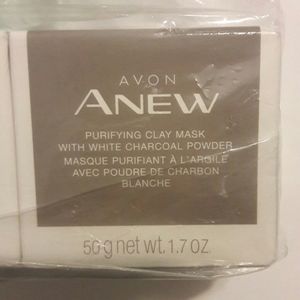 AVON
ANEW
PURIFYING CLAY MASK
WITH WHITE CHARCOAL POWDER
MASQUE PURIFIANT À L'ARGILE
AVEC POUDRE DE CHARBON
BLANCHE
50 g net wt. 1.7 OZ.